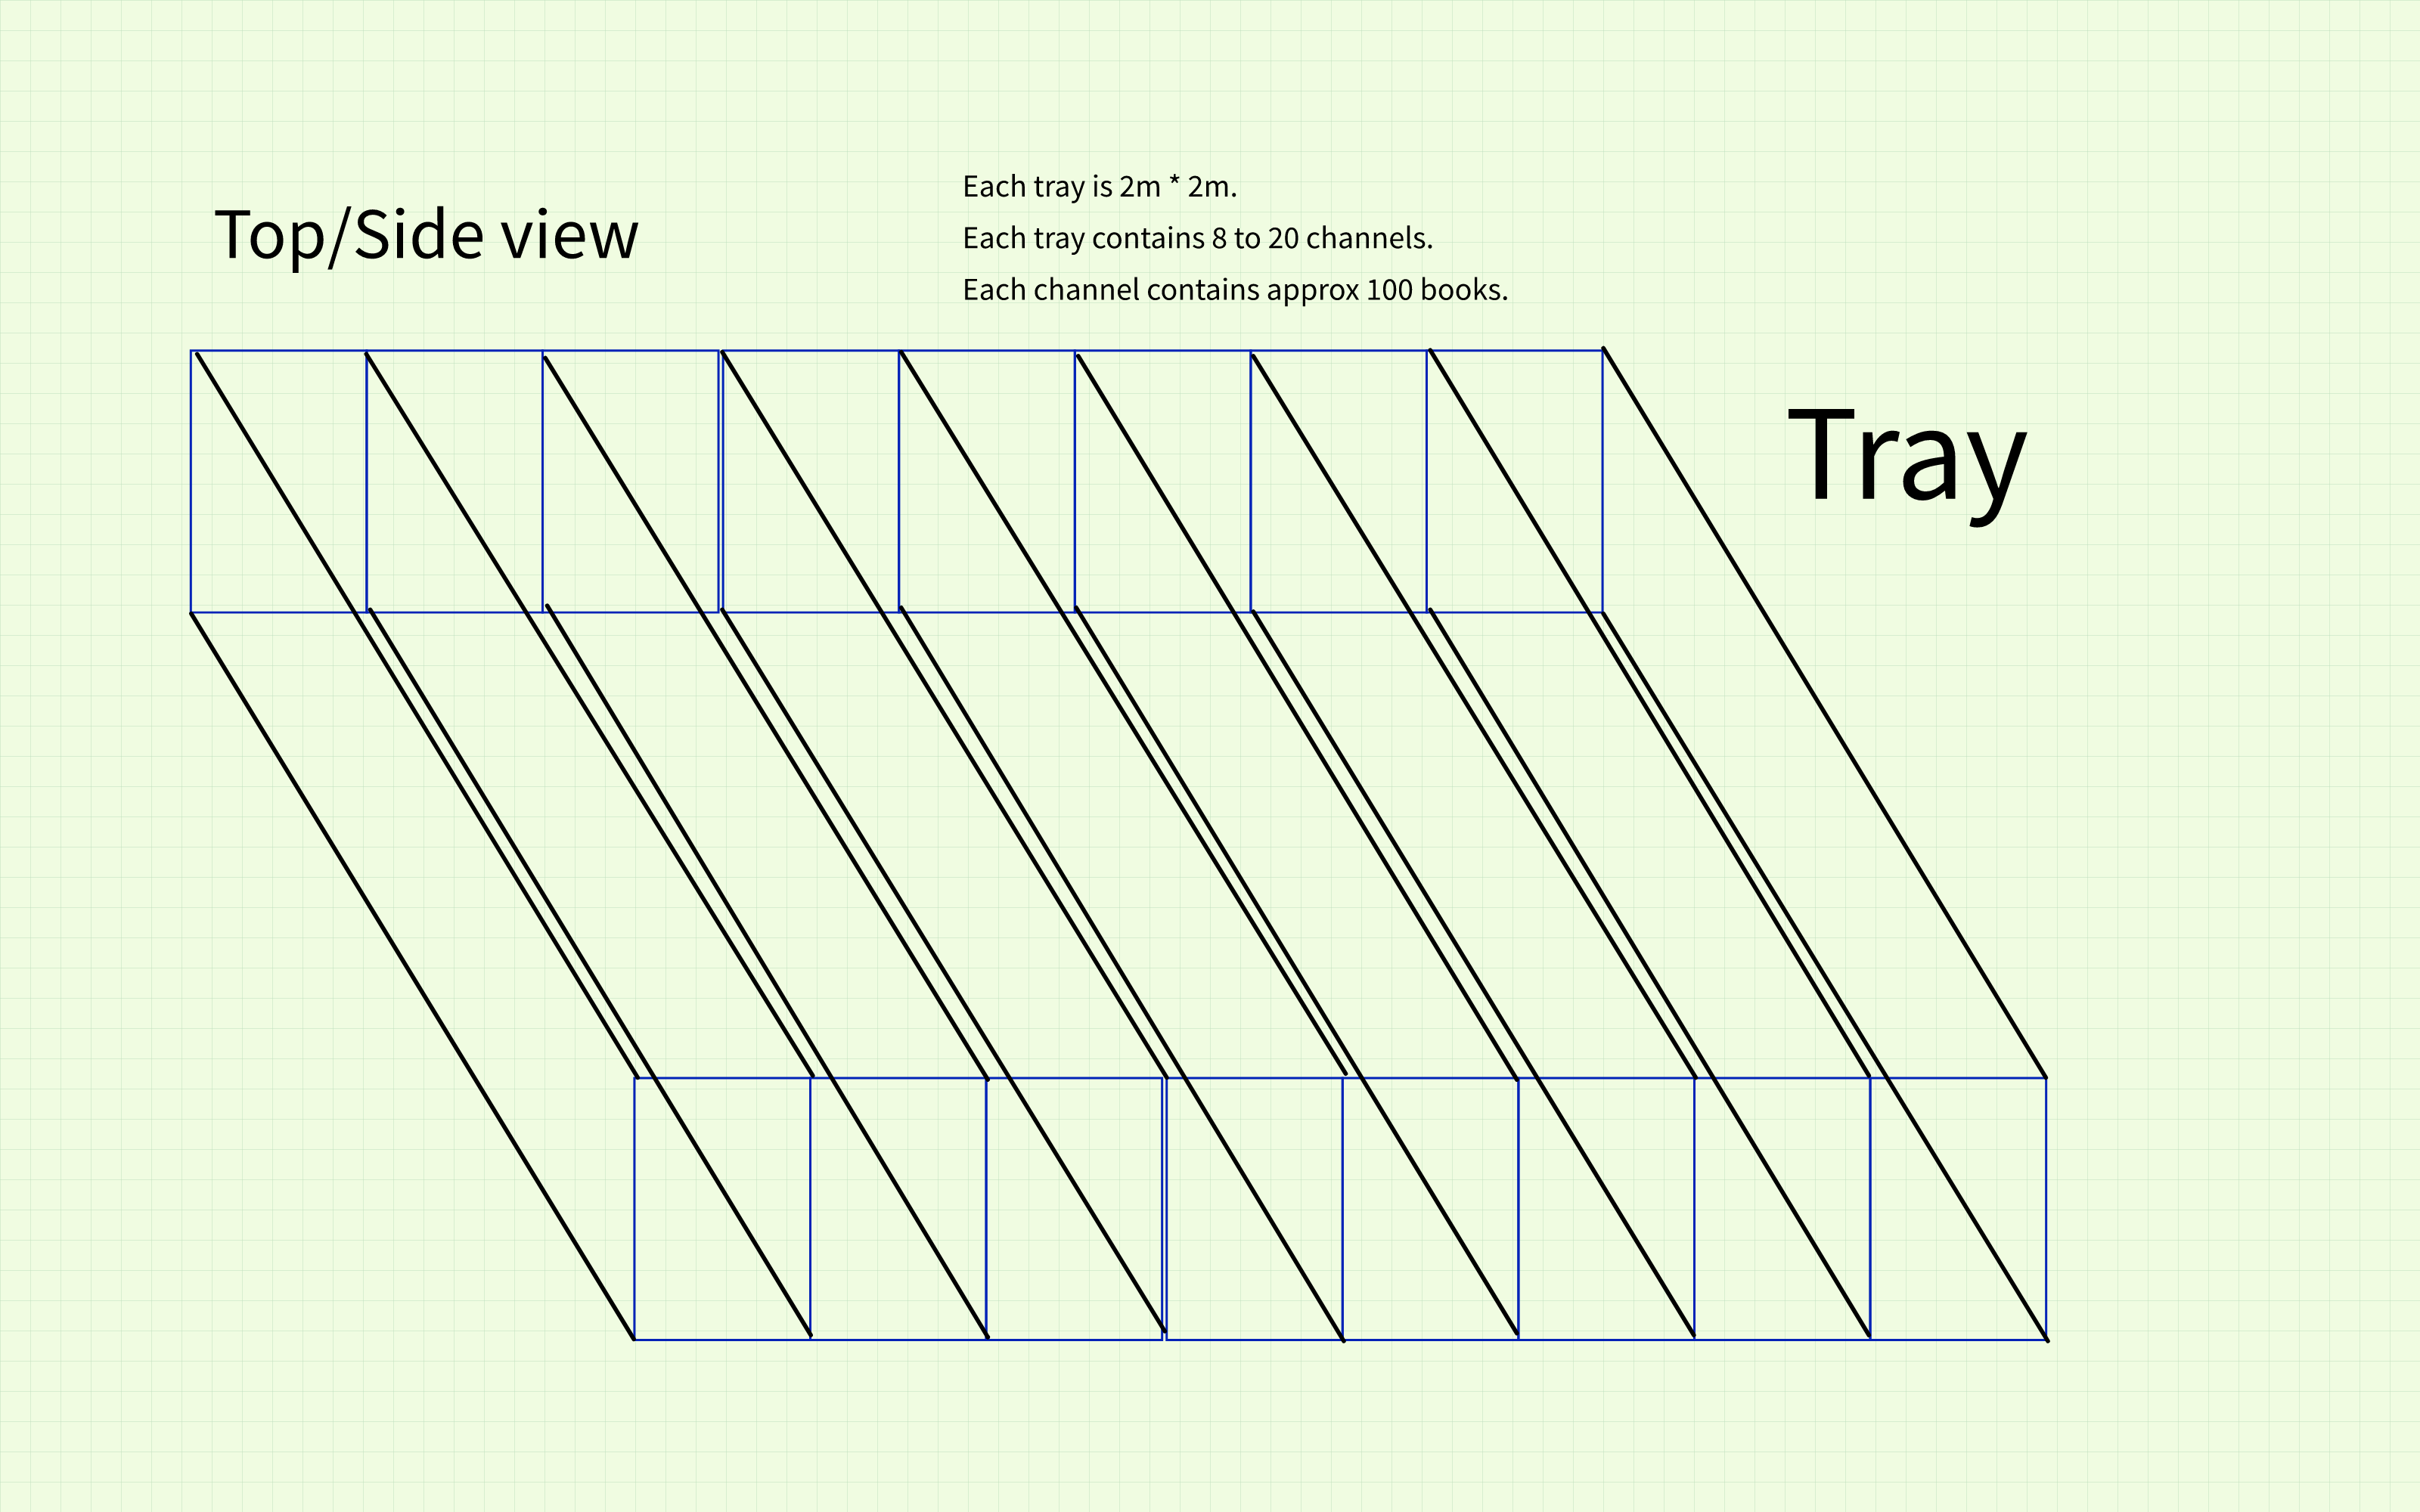 Each tray is 2m * 2m.
Top/Side view
Each tray contains 8 to 20 channels.
Each channel contains approx 100 books.
Tray